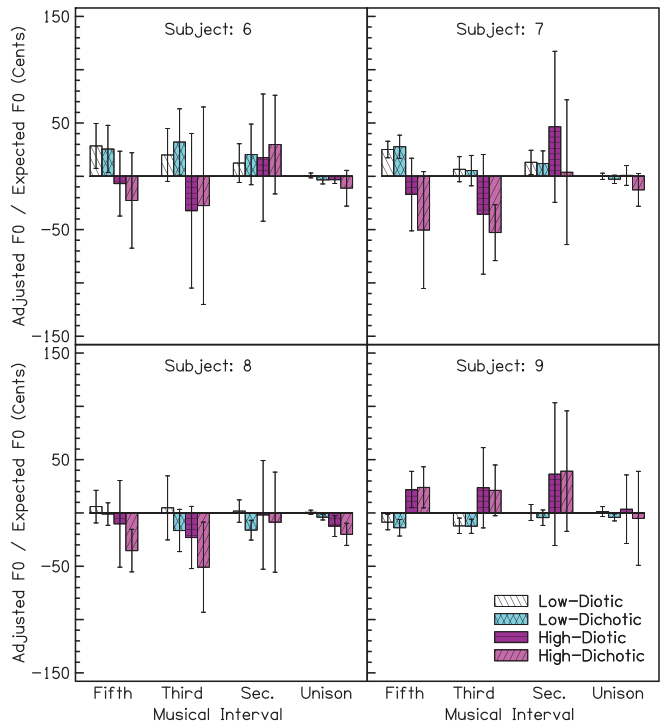 150
Subject: 6
Subject: 7
50
−50
−150
Adjusted F0 / Expected F0 (Cents)
150
Subject: 8
Subject: 9
50
−50
−150
Adjusted F0 / Expected F0 (Cents)
Low−Diotic
Low−Dichotic
High−Diotic
High−Dichotic
Fifth Third Sec. Unison
Fifth Third Sec. Unison
Musical Interval
Musical Interval